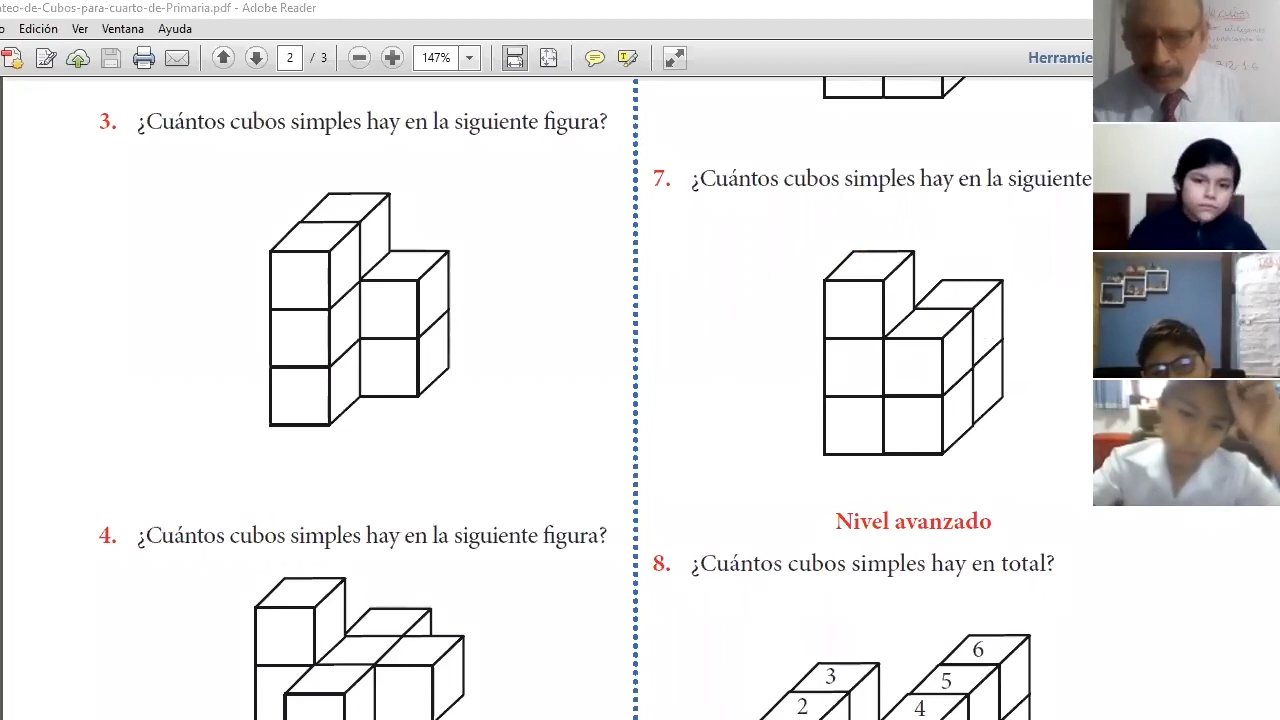 ateo-de-Cubos-para-cuarto-de-Primaria.pdf - Adobe Reader
o Edición Ver Ventana Ayuda
2 / 3 147% Herramie
3. ¿Cuántos cubos simples hay en la siguiente figura?
4. ¿Cuántos cubos simples hay en la siguiente figura?
7. ¿Cuántos cubos simples hay en la siguiente
Nivel avanzado
8. ¿Cuántos cubos simples hay en total?
3
2
6
5
4